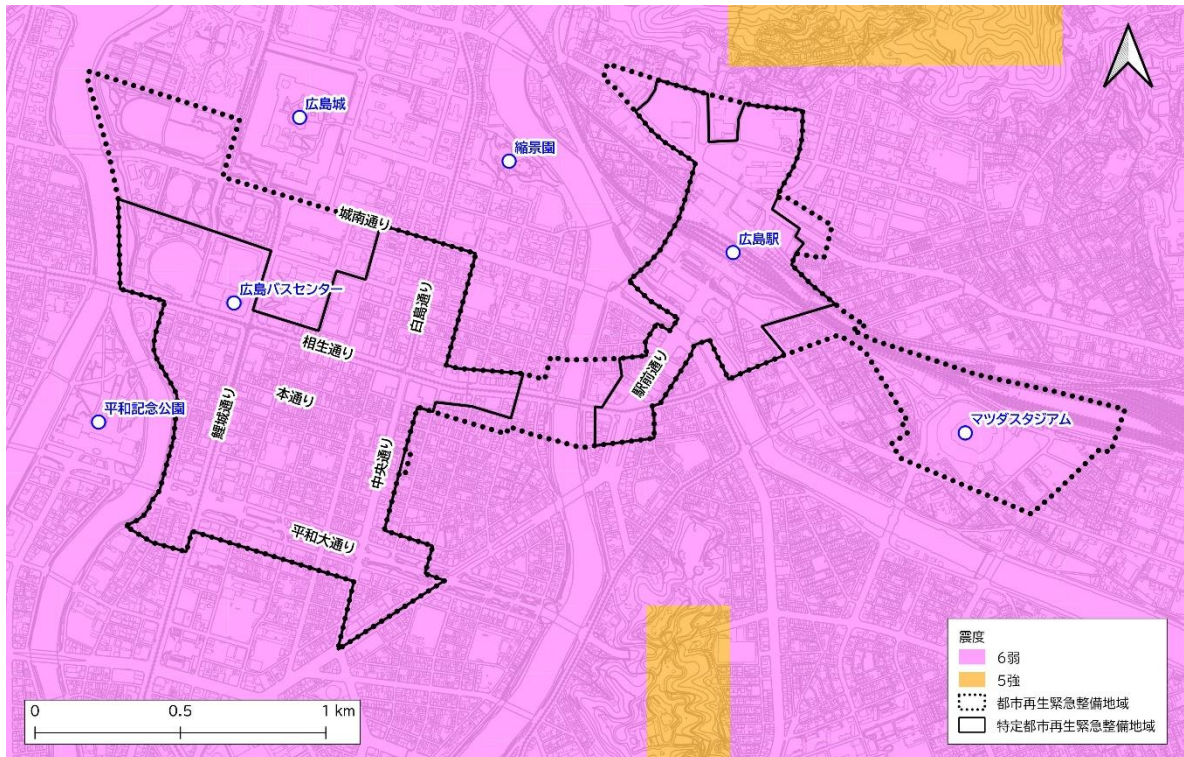 広島城
縮景園
城南通り
広島駅
広島バスセンター
白島通り
相生通り
駅前通り
本通り
鯉城通り
平和記念公園
マツダスタジアム
中央通り
平和大通り
震度
6弱
5強
都市再生緊急整備地域
特定都市再生緊急整備地域
0 0.5 1 km